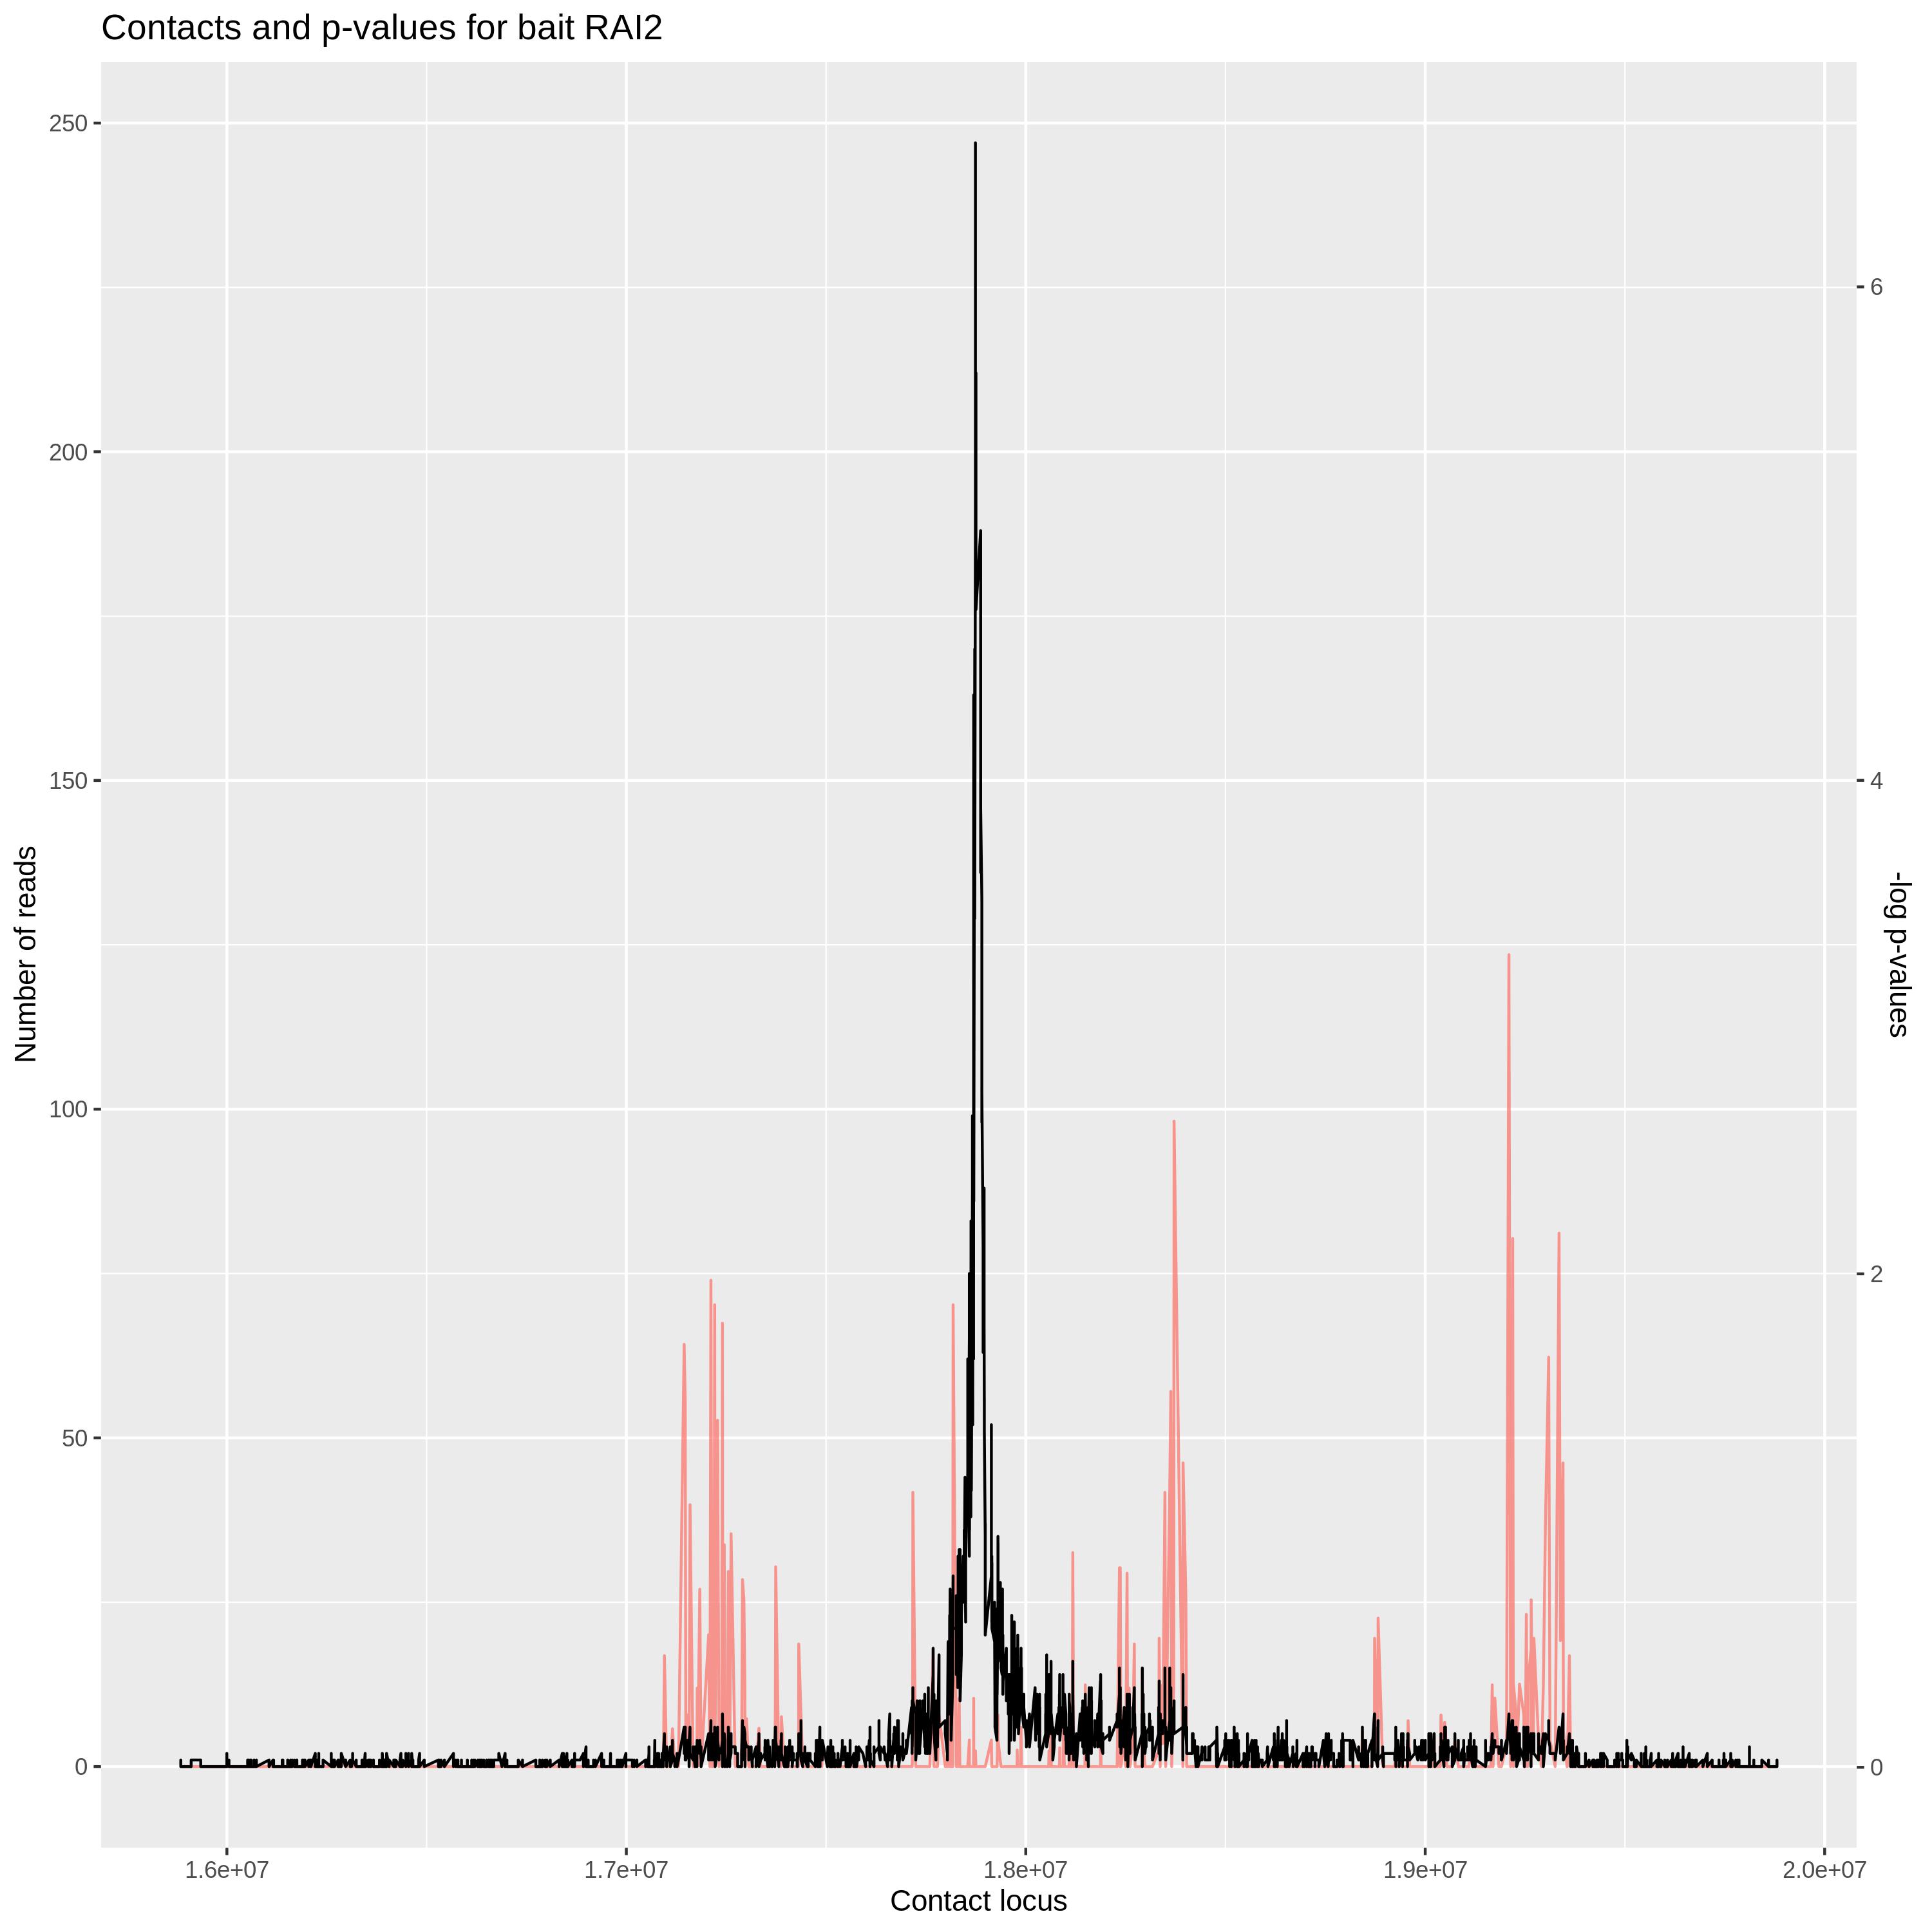 Contacts and p-values for bait RAI2
250
200
150
100
50
0
Number of reads
6
4
2
0
-log p-values
1.6e+07
1.7e+07
1.8e+07
1.9e+07
2.0e+07
Contact locus